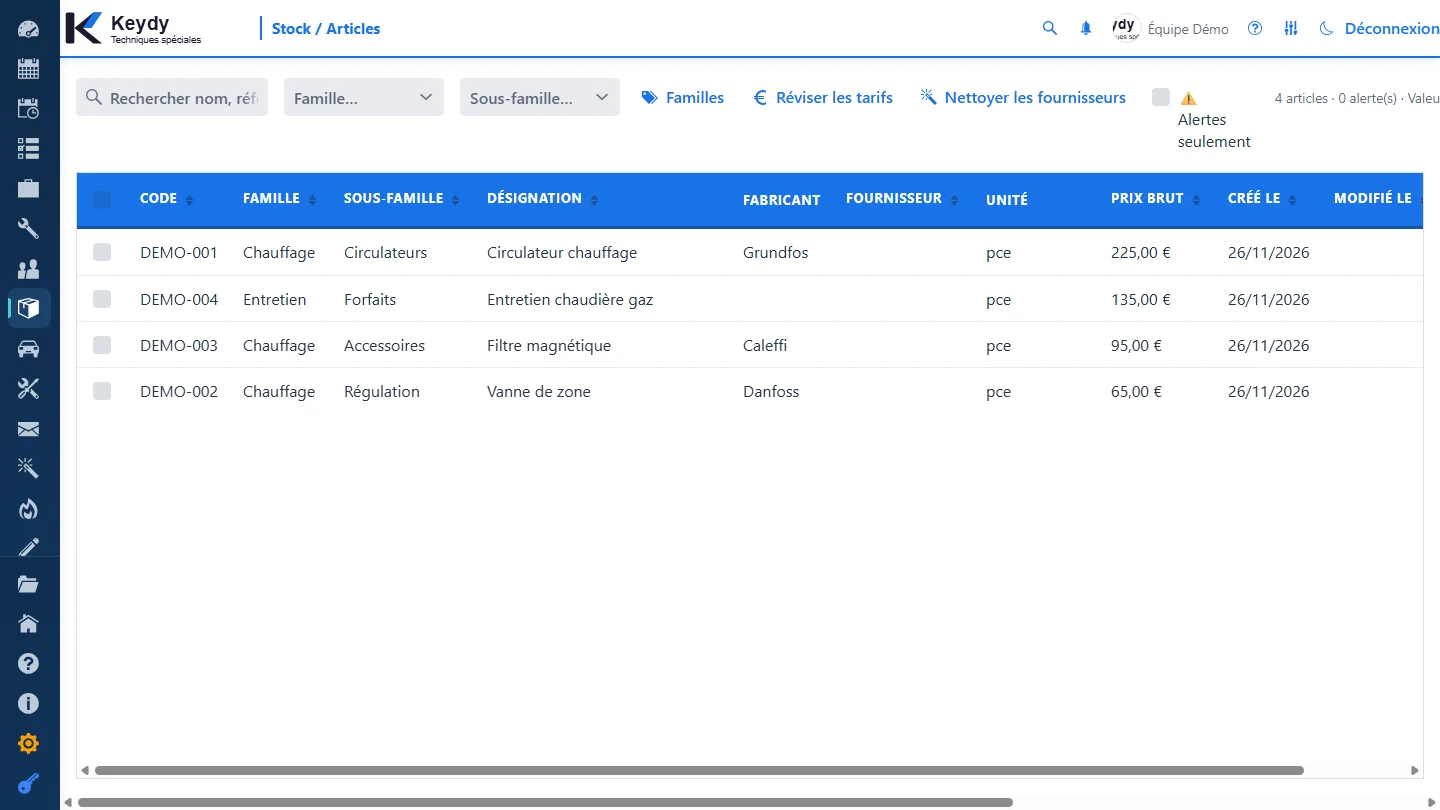 Keydy
Techniques spéciales
Stock / Articles
Équipe Démo
Déconnexion
Rechercher nom, réf
Famille...
Sous-famille...
Familles
€ Réviser les tarifs
Nettoyer les fournisseurs
Alertes
seulement
4 articles · 0 alerte(s) · Valeu
CODE FAMILLE SOUS-FAMILLE DÉSIGNATION FABRICANT FOURNISSEUR UNITÉ PRIX BRUT CRÉÉ LE MODIFIÉ LE
DEMO-001 Chauffage Circulateurs Circulateur chauffage Grundfos pce 225,00 € 26/11/2026
DEMO-004 Entretien Forfaits Entretien chaudière gaz pce 135,00 € 26/11/2026
DEMO-003 Chauffage Accessoires Filtre magnétique Caleffi pce 95,00 € 26/11/2026
DEMO-002 Chauffage Régulation Vanne de zone Danfoss pce 65,00 € 26/11/2026